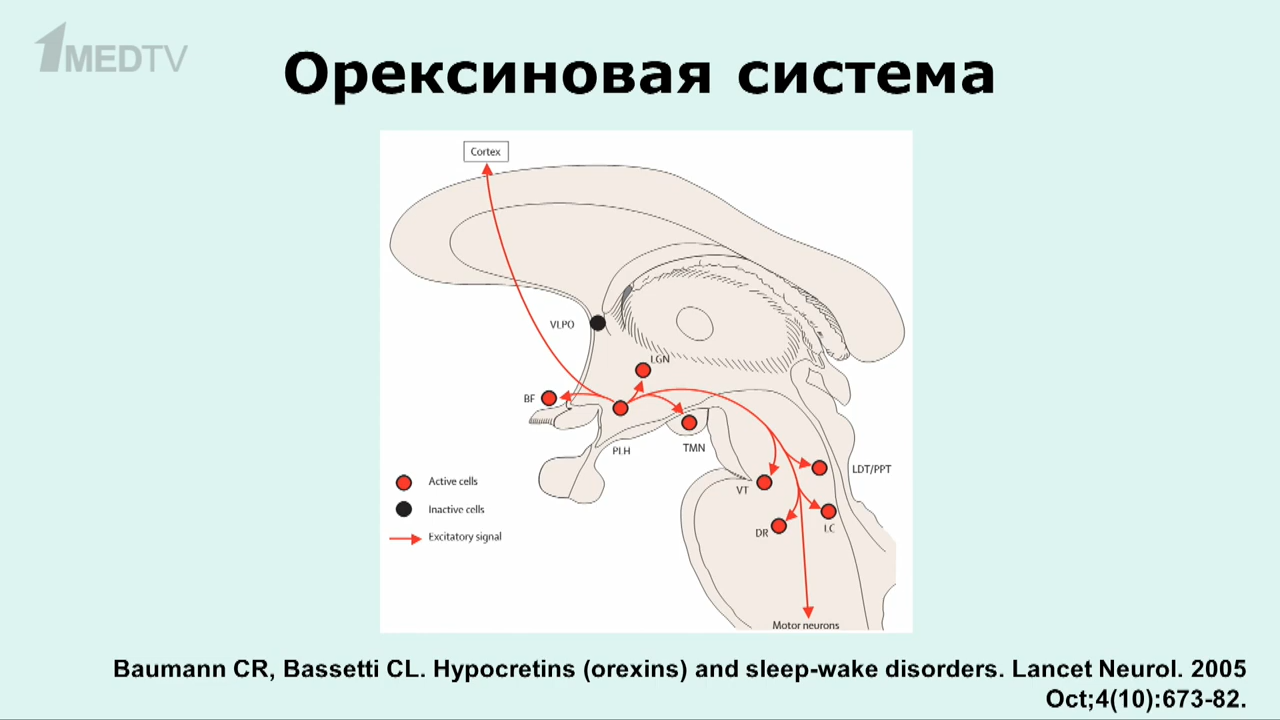 1MEDTV
Орексиновая система
Cortex
VLPO
LGN
BF
PLH
TMN
LDT/PPT
VT
DR
LC
Active cells
Inactive cells
Excitatory signal
Motor neurons
Baumann CR, Bassetti CL. Hypocretins (orexins) and sleep-wake disorders. Lancet Neurol. 2005
Oct;4(10):673-82.